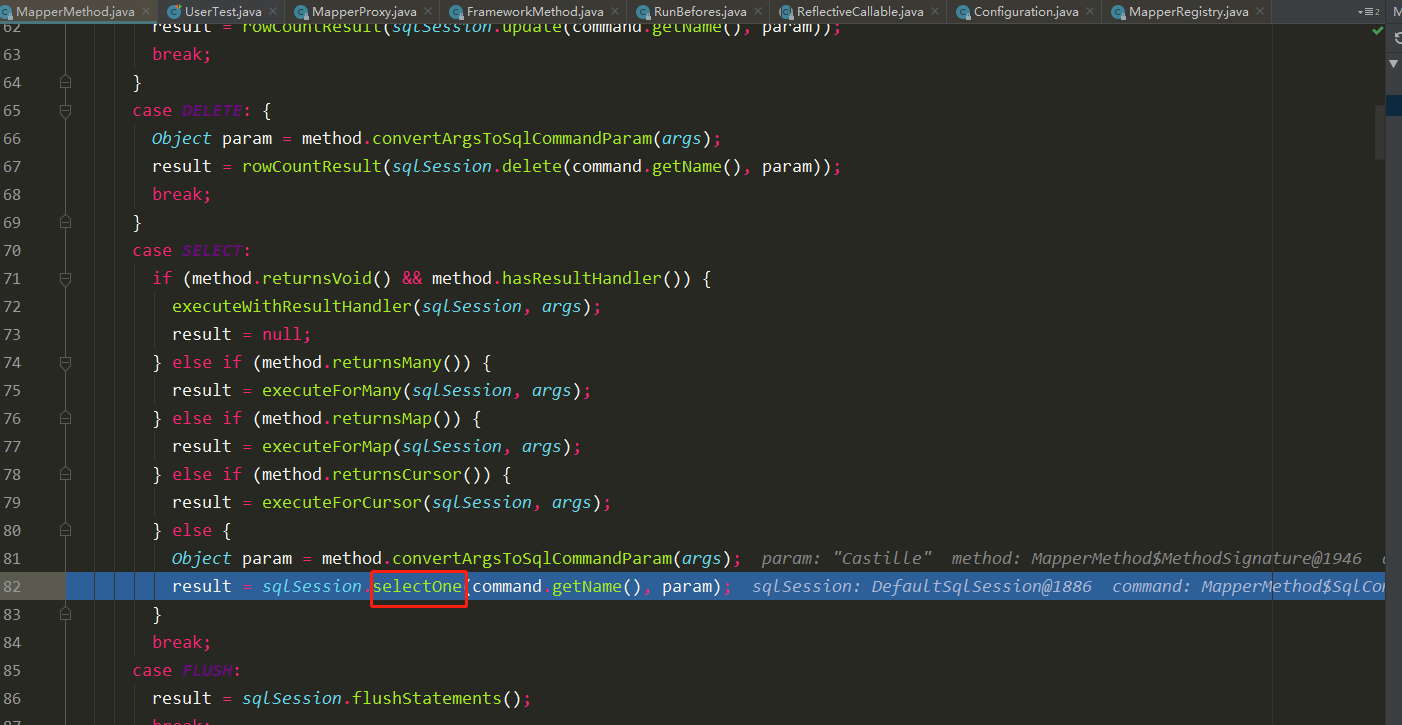 MapperMethod.java × UserTest.java × MapperProxy.java × FrameworkMethod.java × RunBefores.java × ReflectiveCallable.java × Configuration.java × MapperRegistry.java × 2 M
62 result = rowCountResult(sqlSession.update(command.getName(), param));
63 break;
64 }
65 case DELETE: {
66 Object param = method.convertArgsToSqlCommandParam(args);
67 result = rowCountResult(sqlSession.delete(command.getName(), param));
68 break;
69 }
70 case SELECT:
71 if (method.returnsVoid() && method.hasResultHandler()) {
72 executeWithResultHandler(sqlSession, args);
73 result = null;
74 } else if (method.returnsMany()) {
75 result = executeForMany(sqlSession, args);
76 } else if (method.returnsMap()) {
77 result = executeForMap(sqlSession, args);
78 } else if (method.returnsCursor()) {
79 result = executeForCursor(sqlSession, args);
80 } else {
81 Object param = method.convertArgsToSqlCommandParam(args); param: "Castille" method: MapperMethod$MethodSignature@1946
82 result = sqlSession.selectOne(command.getName(), param); sqlSession: DefaultSqlSession@1886 command: MapperMethod$SqlCom
83 }
84 break;
85 case FLUSH:
86 result = sqlSession.flushStatements();
87 break;